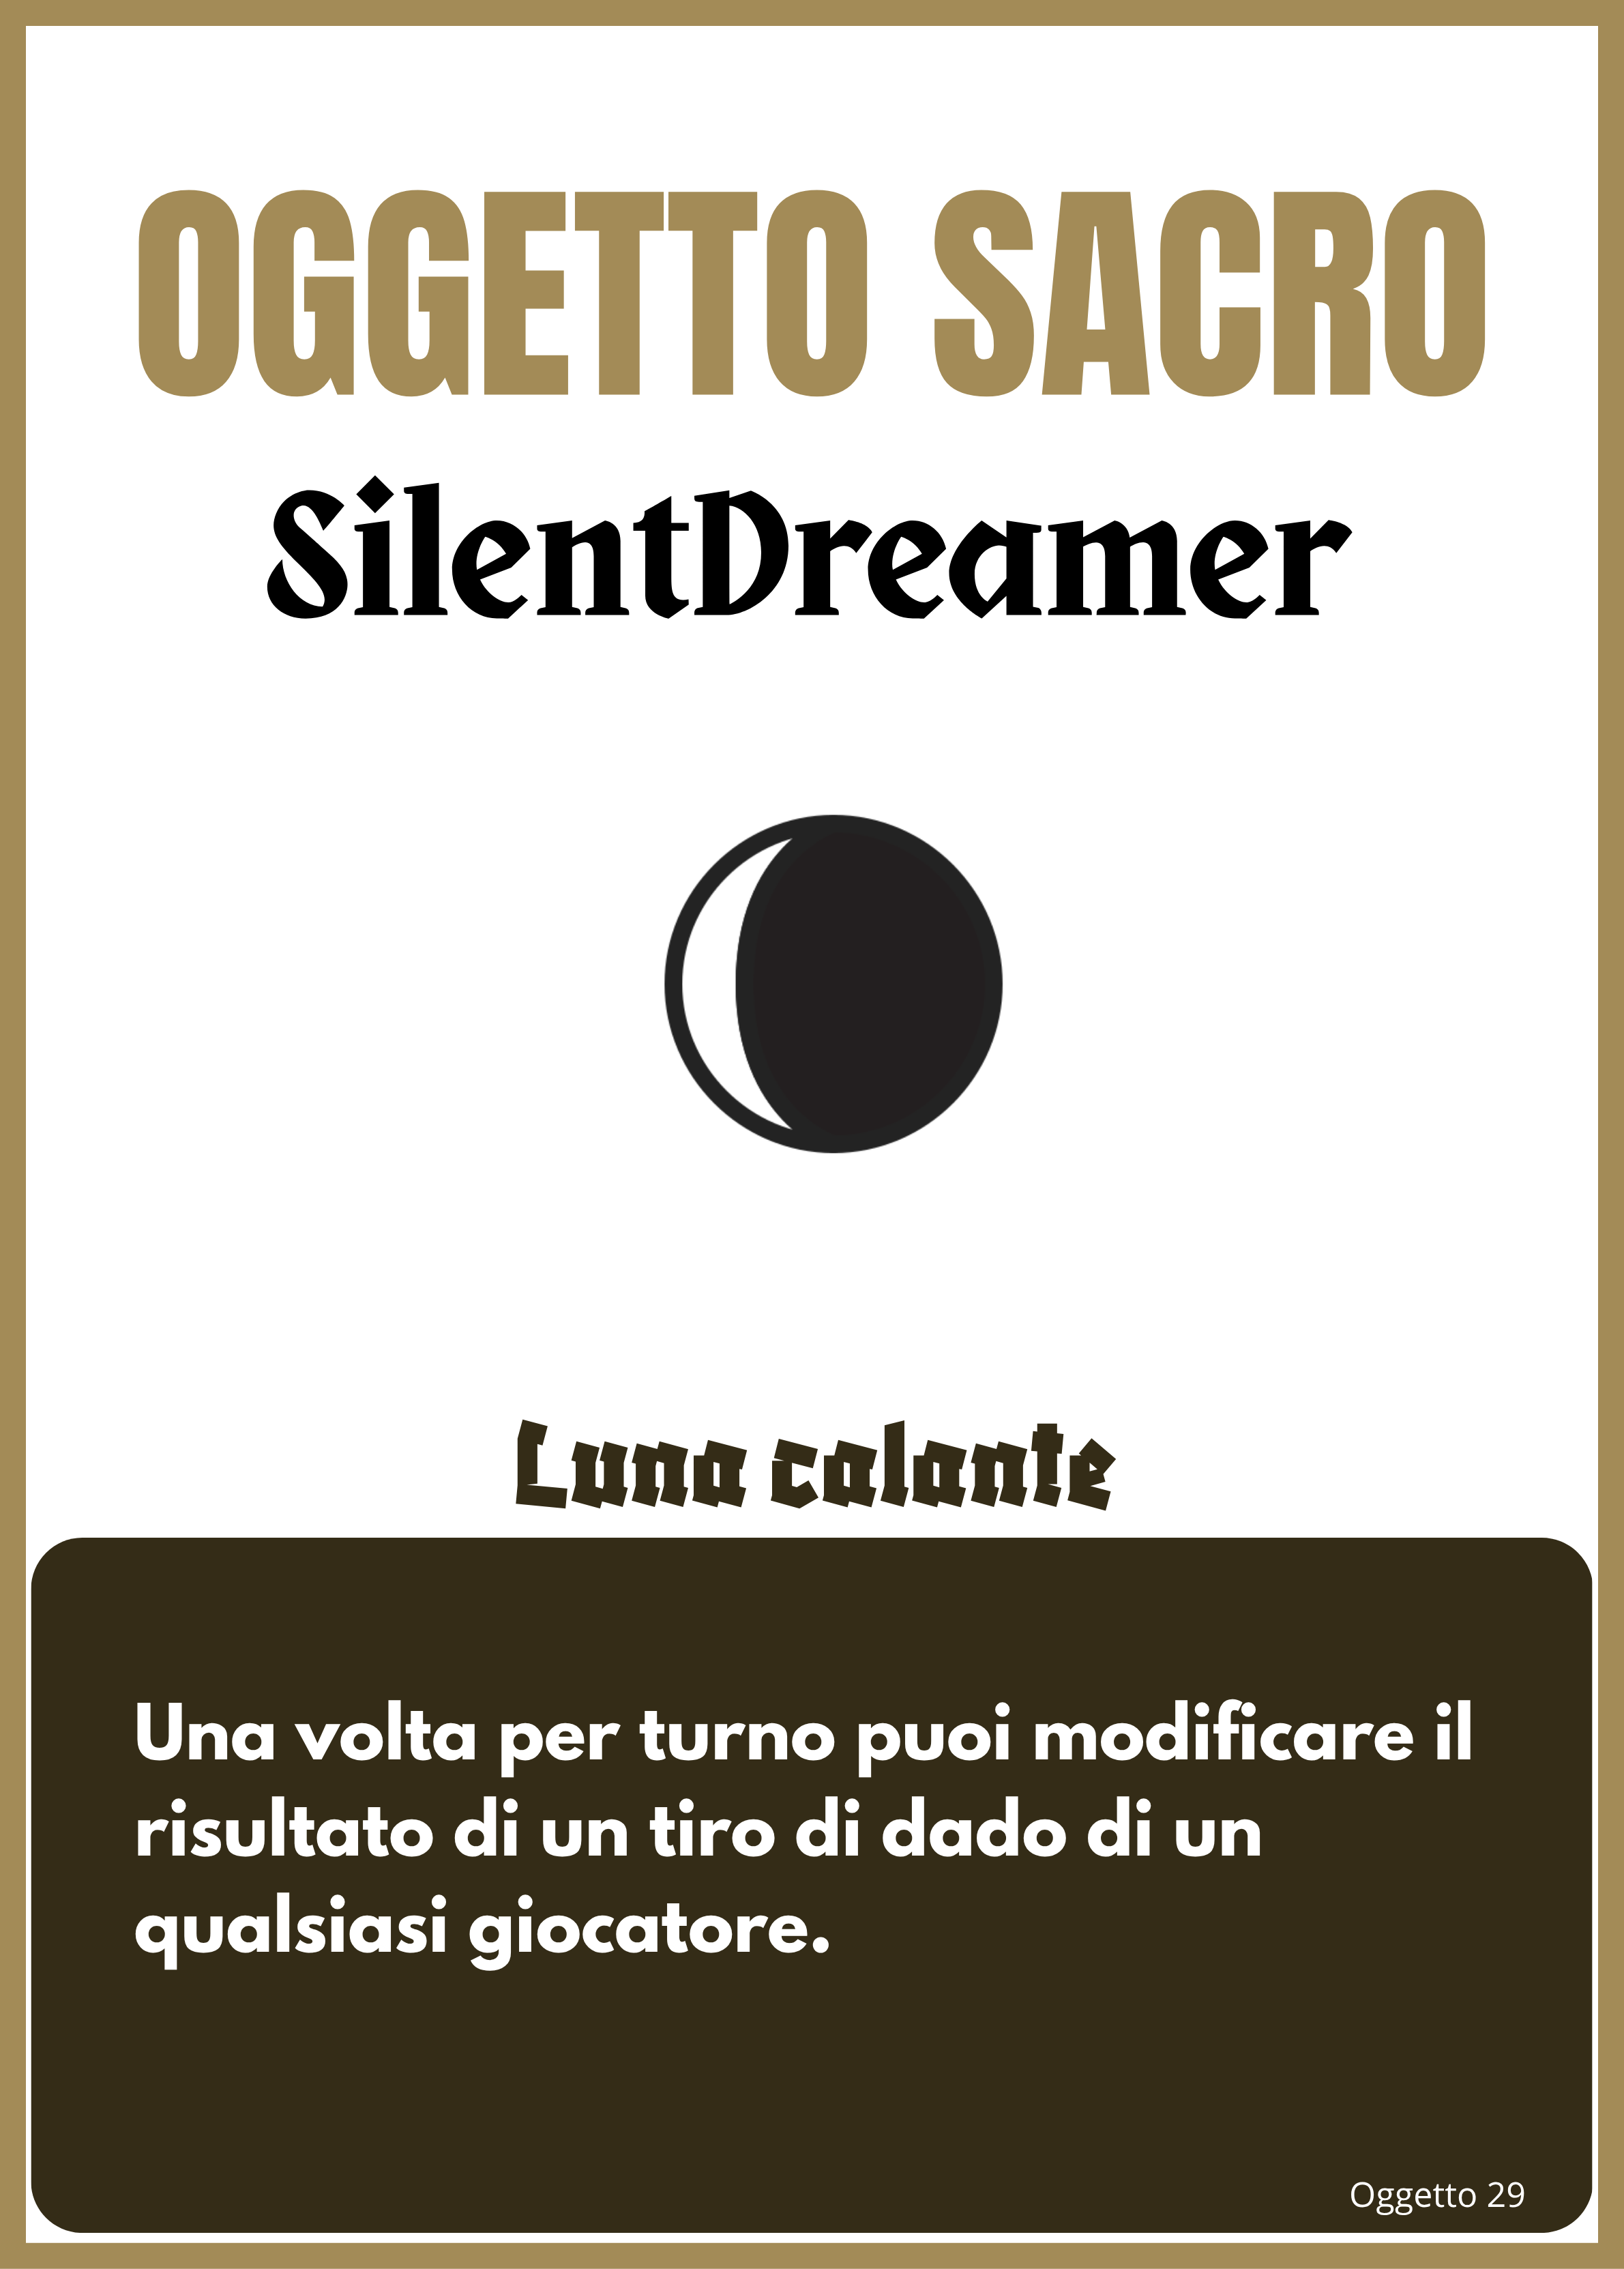 OGGETTO SACRO
SilentDreamer
Luna calante
Una volta per turno puoi modificare il
risultato di un tiro di dado di un
qualsiasi giocatore.
Oggetto 29